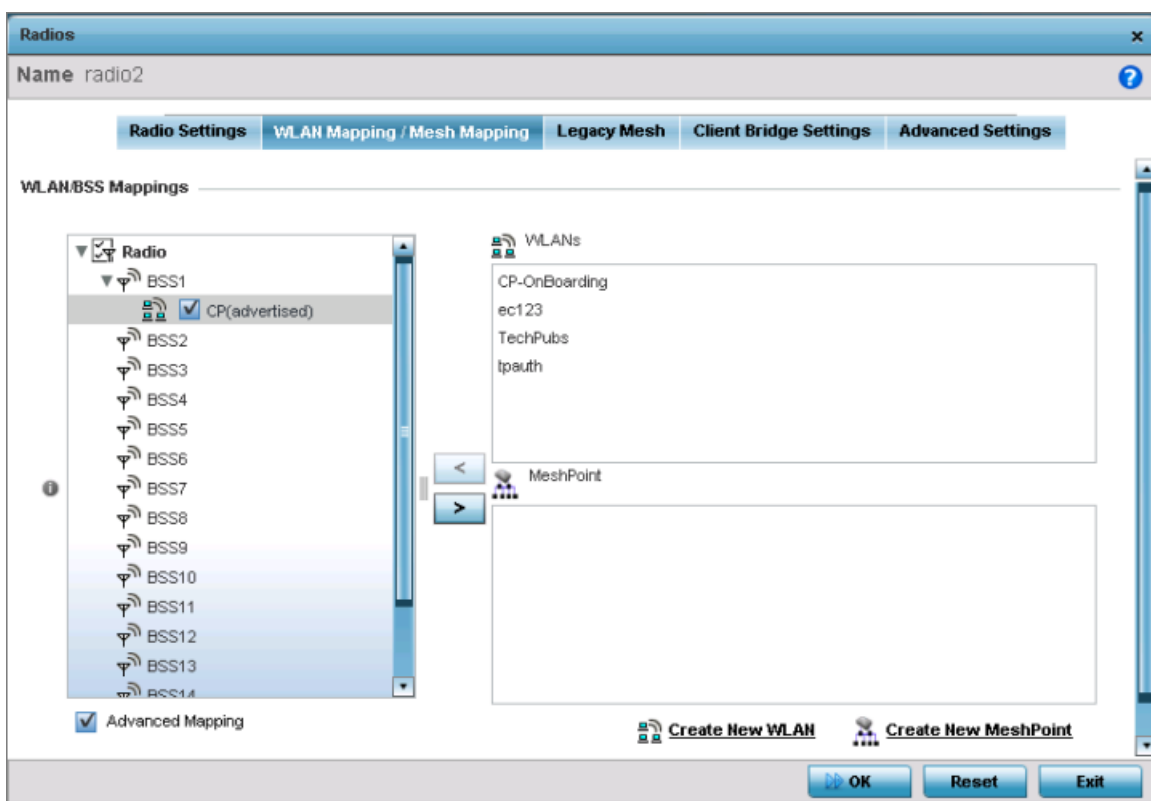 Radios
Name radio2
Radio Settings
WLAN Mapping / Mesh Mapping
Legacy Mesh
Client Bridge Settings
Advanced Settings
WLAN/BSS Mappings
Radio
BSS1
CP(advertised)
BSS2
BSS3
BSS4
BSS5
BSS6
BSS7
BSS8
BSS9
BSS10
BSS11
BSS12
BSS13
BSS14
Advanced Mapping
<
>
WLANs
CP-OnBoarding
ec123
TechPubs
tpauth
MeshPoint
Create New WLAN
Create New MeshPoint
OK
Reset
Exit